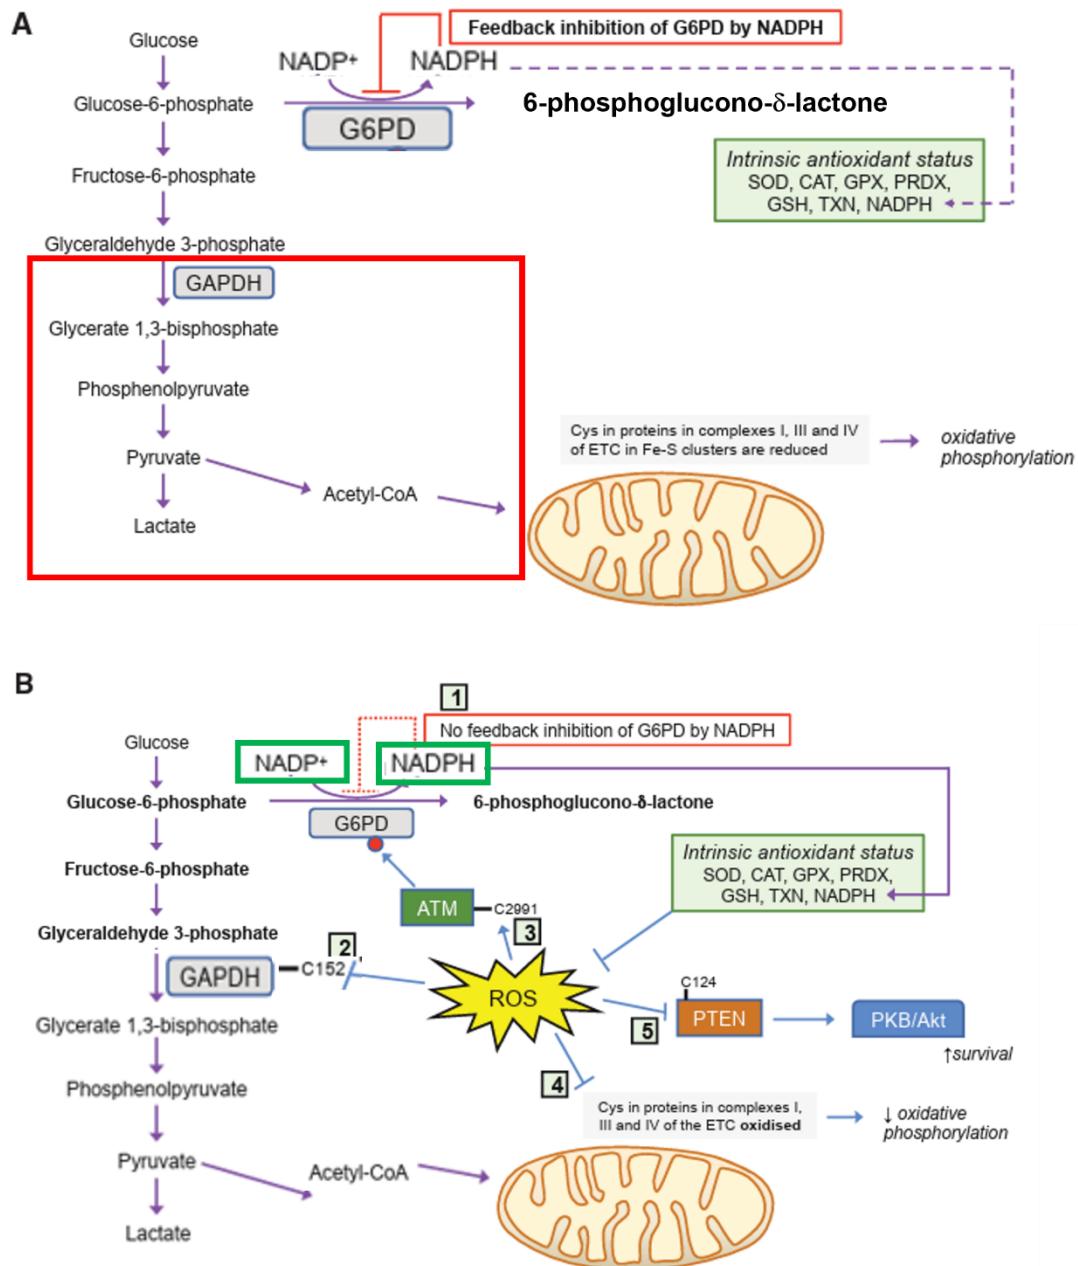 A
Feedback inhibition of G6PD by NADPH
Glucose
NADP+
NADPH
Glucose-6-phosphate
6-phosphoglucono-δ-lactone
G6PD
Intrinsic antioxidant status
SOD, CAT, GPX, PRDX,
GSH, TXN, NADPH
Fructose-6-phosphate
Glyceraldehyde 3-phosphate
GAPDH
Glycerate 1,3-bisphosphate
Phosphenolpyruvate
Pyruvate
Acetyl-CoA
Lactate
Cys in proteins in complexes I, III and IV
of ETC in Fe-S clusters are reduced
oxidative
phosphorylation
B
1
No feedback inhibition of G6PD by NADPH
Glucose
NADP+
NADPH
Glucose-6-phosphate
6-phosphoglucono-δ-lactone
G6PD
Intrinsic antioxidant status
SOD, CAT, GPX, PRDX,
GSH, TXN, NADPH
Fructose-6-phosphate
ATM
C2991
3
Glyceraldehyde 3-phosphate
2
GAPDH
C152
ROS
C124
PTEN
5
PKB/Akt
↑survival
Glycerate 1,3-bisphosphate
4
Cys in proteins in complexes I,
III and IV of the ETC oxidised
↓ oxidative
phosphorylation
Phosphenolpyruvate
Pyruvate
Acetyl-CoA
Lactate